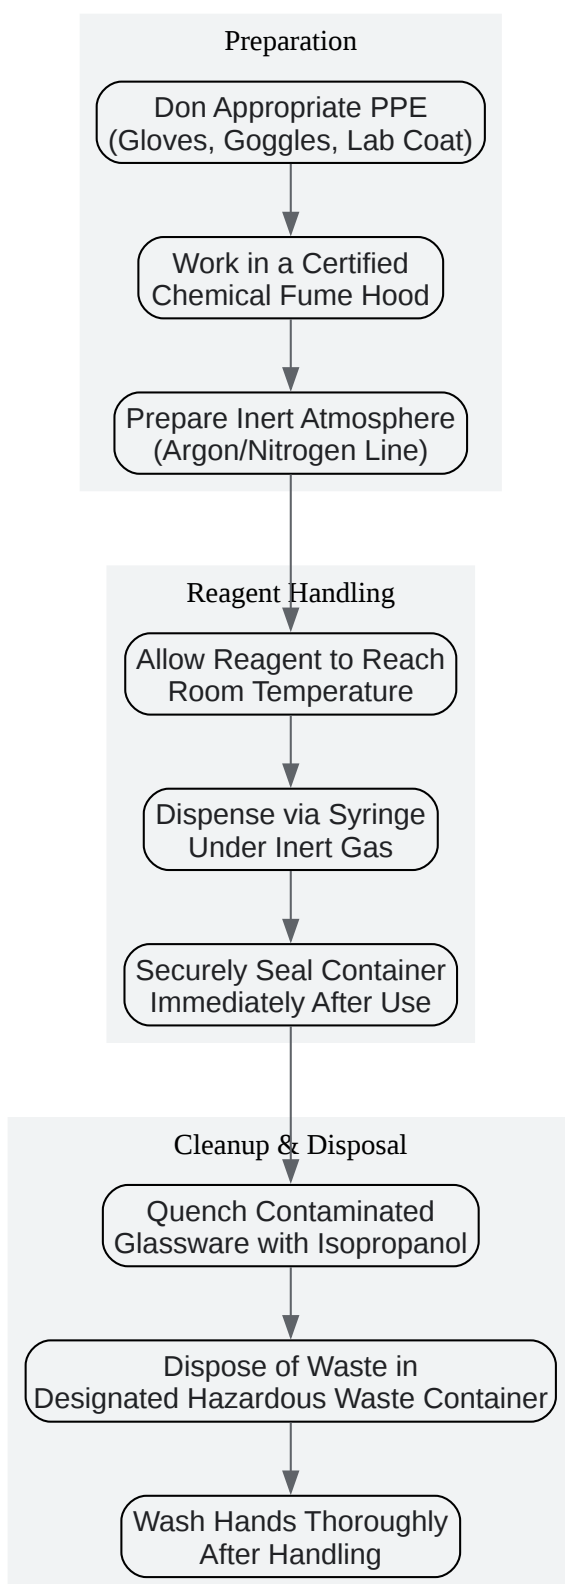 Preparation
Don Appropriate PPE
(Gloves, Goggles, Lab Coat)
Work in a Certified
Chemical Fume Hood
Prepare Inert Atmosphere
(Argon/Nitrogen Line)
Reagent Handling
Allow Reagent to Reach
Room Temperature
Dispense via Syringe
Under Inert Gas
Securely Seal Container
Immediately After Use
Cleanup & Disposal
Quench Contaminated
Glassware with Isopropanol
Dispose of Waste in
Designated Hazardous Waste Container
Wash Hands Thoroughly
After Handling